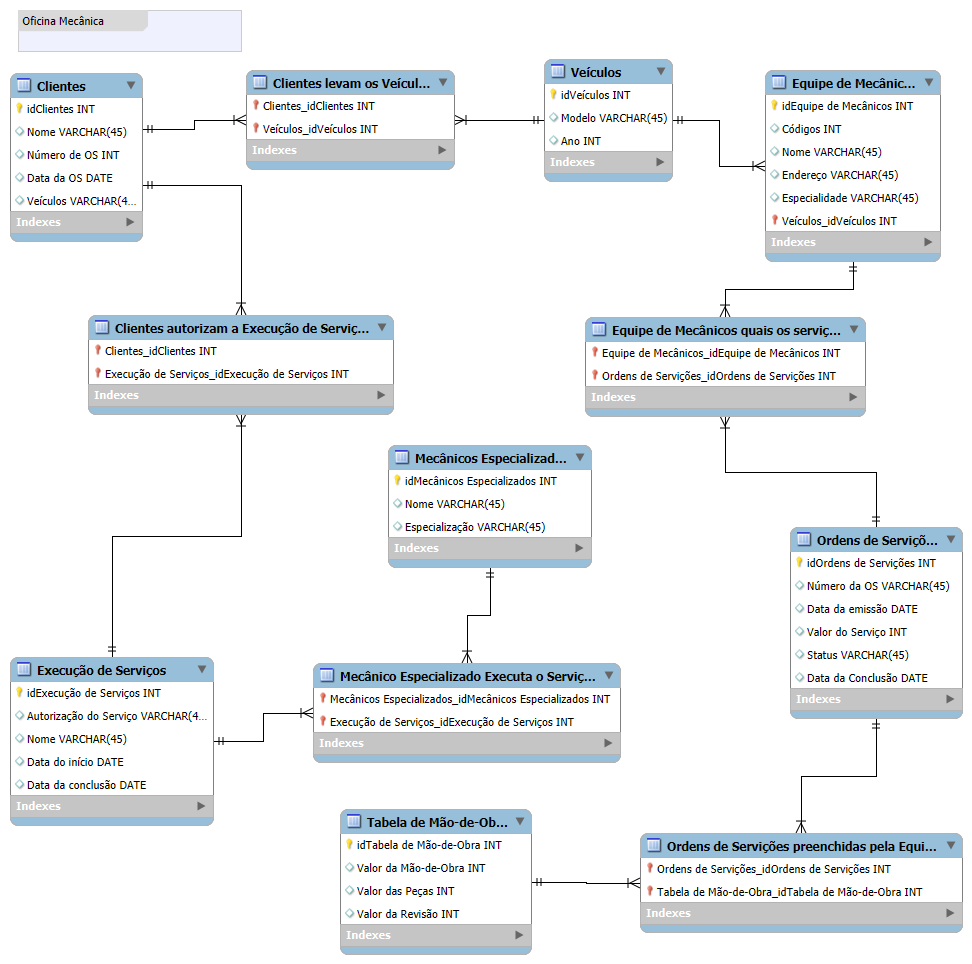 Oficina Mecânica
Clientes
idClientes INT
Nome VARCHAR(45)
Número de OS INT
Data da OS DATE
Veículos VARCHAR(4...
Indexes
Clientes levam os Veícul...
Clientes_idClientes INT
Veículos_idVeículos INT
Indexes
Veículos
idVeículos INT
Modelo VARCHAR(45)
Ano INT
Indexes
Equipe de Mecânic...
idEquipe de Mecânicos INT
Códigos INT
Nome VARCHAR(45)
Endereço VARCHAR(45)
Especialidade VARCHAR(45)
Veículos_idVeículos INT
Indexes
Clientes autorizam a Execução de Serviç...
Clientes_idClientes INT
Execução de Serviços_idExecução de Serviços INT
Indexes
Equipe de Mecânicos quais os serviç...
Equipe de Mecânicos_idEquipe de Mecânicos INT
Ordens de Servições_idOrdens de Servições INT
Indexes
Mecânicos Especializad...
idMecânicos Especializados INT
Nome VARCHAR(45)
Especialização VARCHAR(45)
Indexes
Ordens de Serviçõ...
idOrdens de Servições INT
Número da OS VARCHAR(45)
Data da emissão DATE
Valor do Serviço INT
Status VARCHAR(45)
Data da Conclusão DATE
Indexes
Execução de Serviços
idExecução de Serviços INT
Autorização do Serviço VARCHAR(4...
Nome VARCHAR(45)
Data do início DATE
Data da conclusão DATE
Indexes
Mecânico Especializado Executa o Serviç...
Mecânicos Especializados_idMecânicos Especializados INT
Execução de Serviços_idExecução de Serviços INT
Indexes
Tabela de Mão-de-Ob...
idTabela de Mão-de-Obra INT
Valor da Mão-de-Obra INT
Valor das Peças INT
Valor da Revisão INT
Indexes
Ordens de Servições preenchidas pela Equi...
Ordens de Servições_idOrdens de Servições INT
Tabela de Mão-de-Obra_idTabela de Mão-de-Obra INT
Indexes